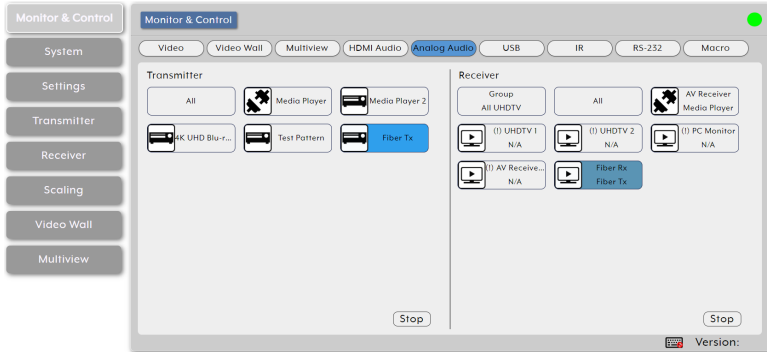 Monitor & Control
System
Settings
Transmitter
Receiver
Scaling
Video Wall
Multiview
Monitor & Control
Video
Video Wall
Multiview
HDMI Audio
Analog Audio
USB
IR
RS-232
Macro
Transmitter
All
Media Player
Media Player 2
4K UHD Blu-r...
Test Pattern
Fiber Tx
Stop
Receiver
Group
All UHDTV
All
AV Receiver
Media Player
(!) UHDTV 1
N/A
(!) UHDTV 2
N/A
(!) PC Monitor
N/A
(!) AV Receive...
N/A
Fiber Rx
Fiber Tx
Stop
Version: